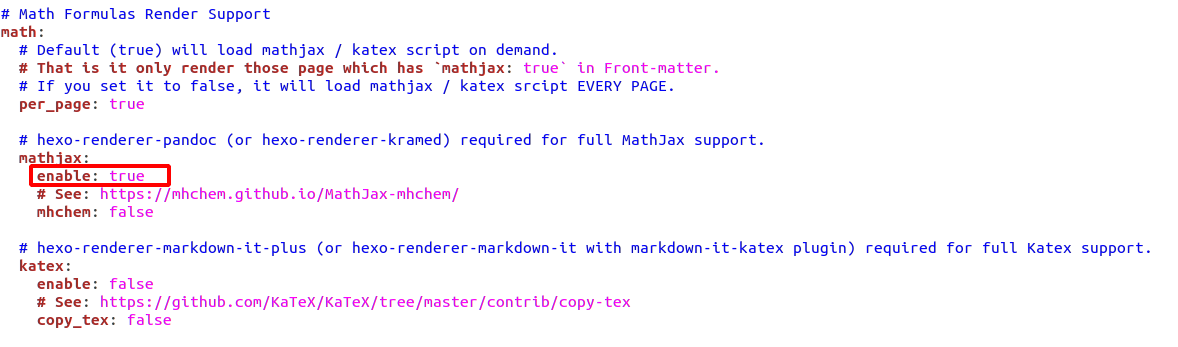 # Math Formulas Render Support
math:
  # Default (true) will load mathjax / katex script on demand.
  # That is it only render those page which has `mathjax: true` in Front-matter.
  # If you set it to false, it will load mathjax / katex srcipt EVERY PAGE.
  per_page: true

  # hexo-renderer-pandoc (or hexo-renderer-kramed) required for full MathJax support.
  mathjax:
    enable: true
    # See: https://mhchem.github.io/MathJax-mhchem/
    mhchem: false

  # hexo-renderer-markdown-it-plus (or hexo-renderer-markdown-it with markdown-it-katex plugin) required for full Katex support.
  katex:
    enable: false
    # See: https://github.com/KaTeX/KaTeX/tree/master/contrib/copy-tex
    copy_tex: false